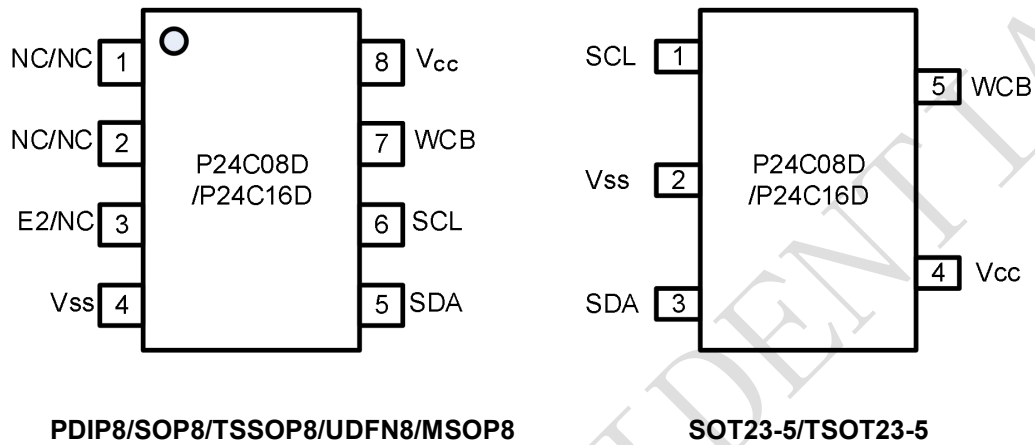 NC/NC 1
8 Vcc
NC/NC 2
7 WCB
E2/NC 3
6 SCL
Vss 4
5 SDA
P24C08D
/P24C16D
PDIP8/SOP8/TSSOP8/UDFN8/MSOP8
SCL 1
5 WCB
Vss 2
4 Vcc
SDA 3
P24C08D
/P24C16D
SOT23-5/TSOT23-5